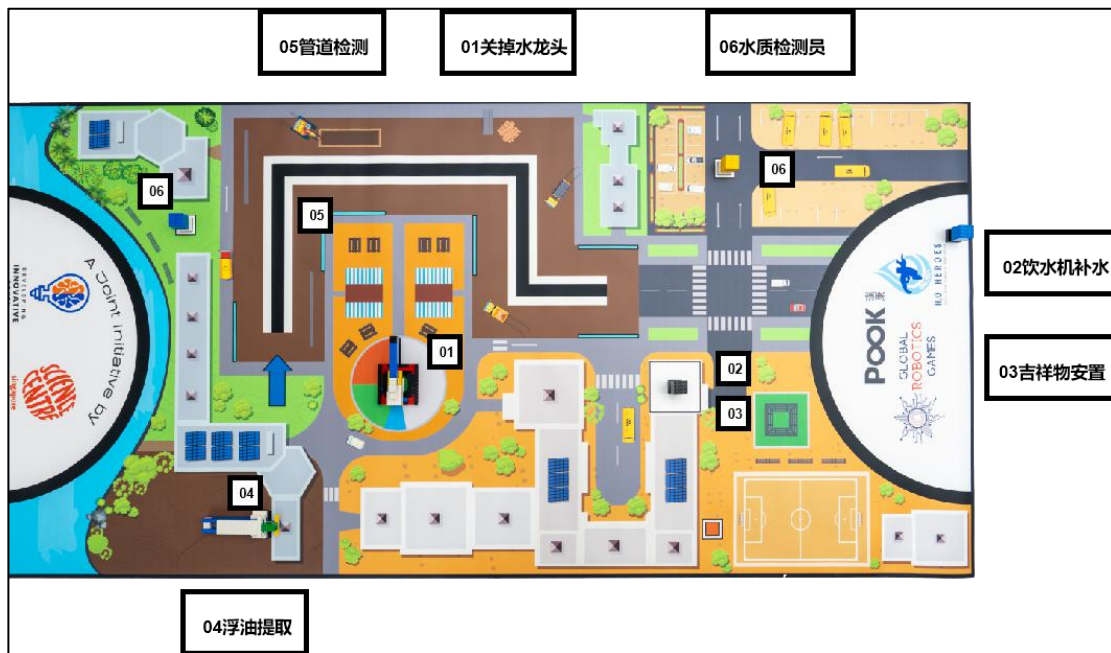 05管道检测
01关掉水龙头
06水质检测员
06
06
05
A Joint initiative by
DEVELOPING
INNOVATIVE
SCIENCE
CENTRE
01
02饮水机补水
POOK
GLOBAL
ROBOTICS
GAMES
H.O HEROES
02
03吉祥物安置
03
04
04浮油提取